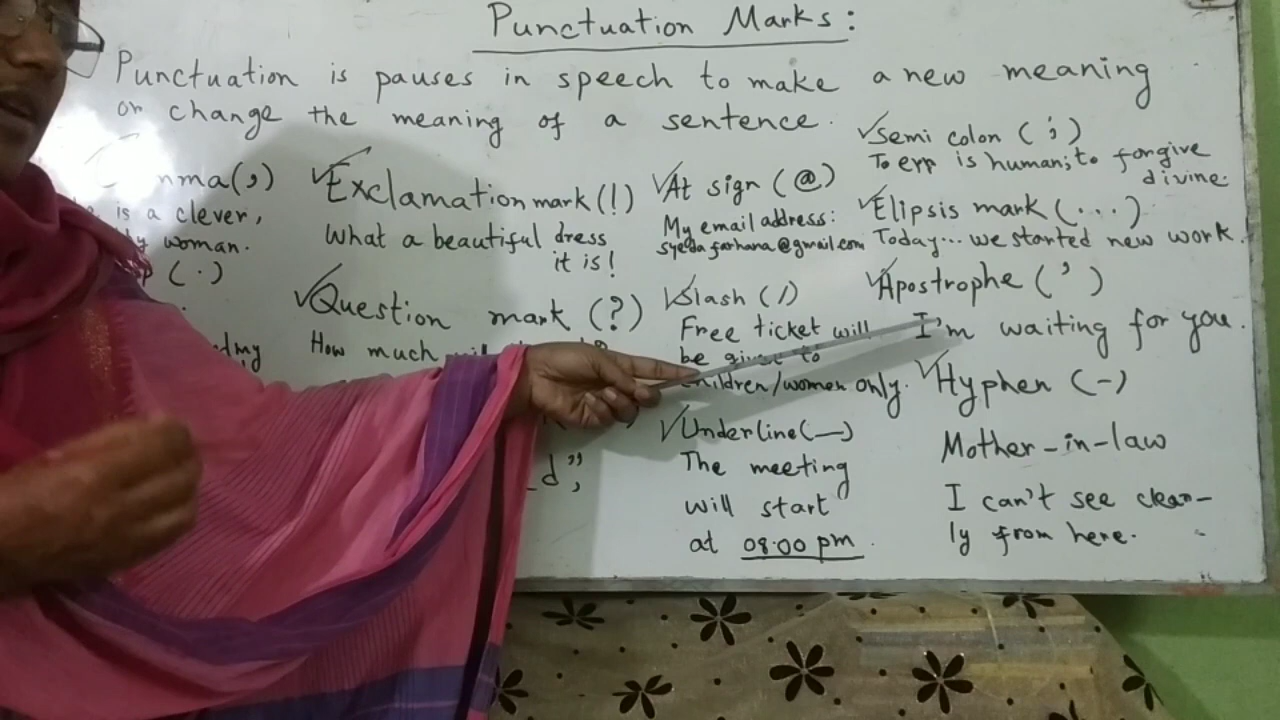 Punctuation Marks:
Punctuation is pauses in speech to make a new meaning
or change the meaning of a sentence.
nma(,)
is a clever,
woman.
(.)
✓Exclamation mark (!)
What a beautiful dress
it is!
✓Question mark (?)
How much
✓At sign (@)
My email address:
syeda farhana@gmail.com
✓Slash (/)
Free ticket will
be given to
children/women only.
✓Underline(—)
The meeting
will start
at 08:00 pm.
✓Semi colon (;)
To err is human; to forgive
divine.
✓Elipsis mark (...)
Today... we started new work.
✓Apostrophe (')
I'm waiting for you.
✓Hyphen (-)
Mother-in-law
I can't see clear-
ly from here.